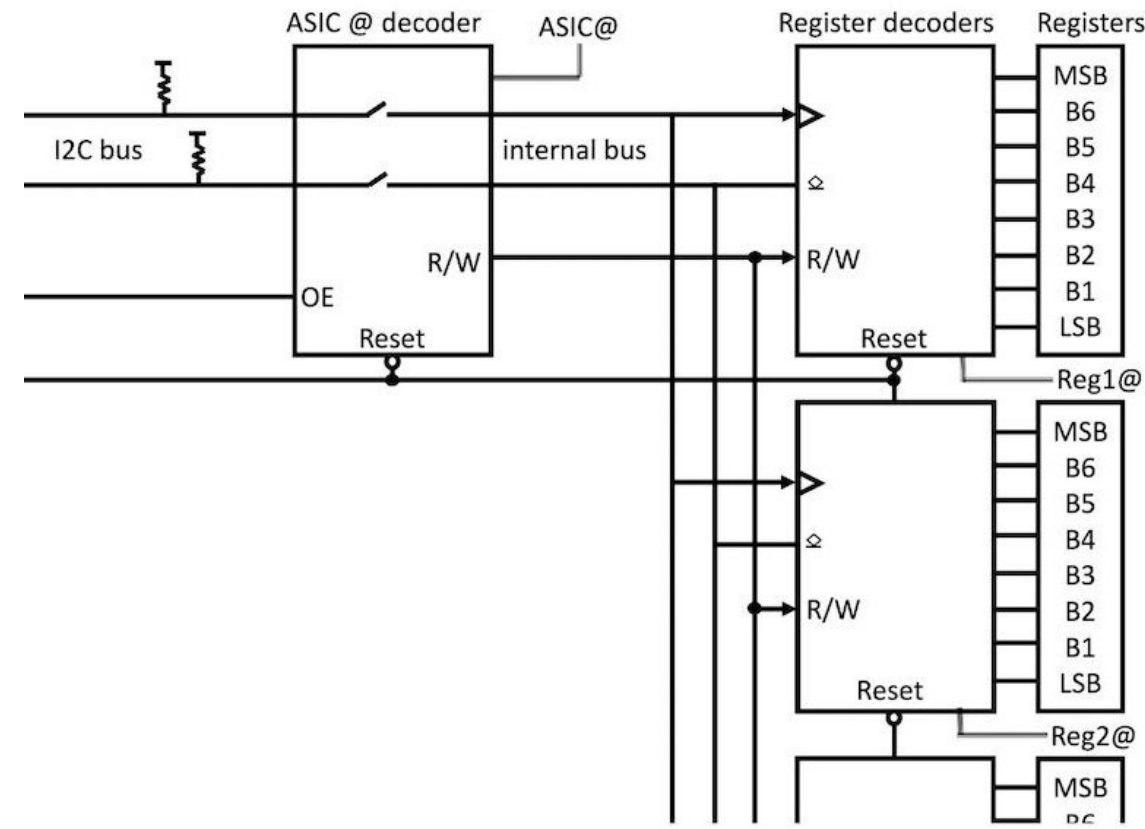 ASIC @ decoder
ASIC@
Register decoders
Registers
I2C bus
internal bus
R/W
OE
Reset
R/W
Reset
MSB
B6
B5
B4
B3
B2
B1
LSB
Reg1@
R/W
Reset
MSB
B6
B5
B4
B3
B2
B1
LSB
Reg2@
MSB
B6